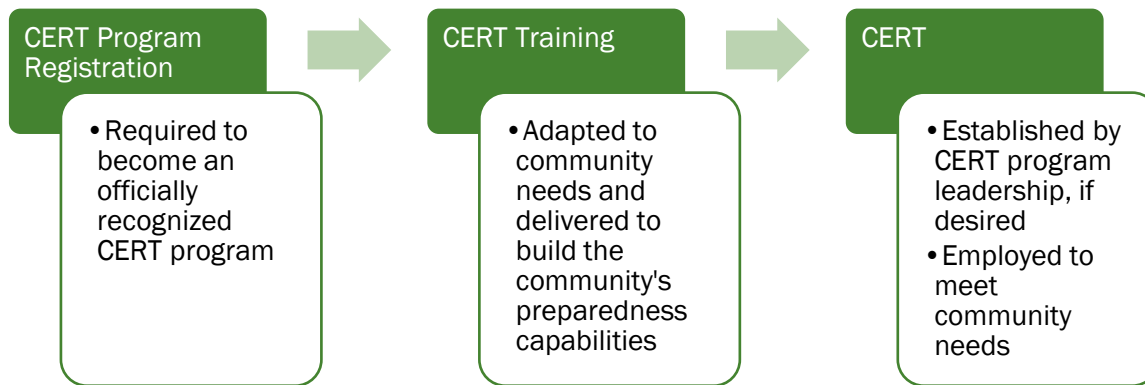 CERT Program
Registration
•Required to
become an
officially
recognized
CERT program
CERT Training
•Adapted to
community
needs and
delivered to
build the
community's
preparedness
capabilities
CERT
•Established by
CERT program
leadership, if
desired
•Employed to
meet
community
needs